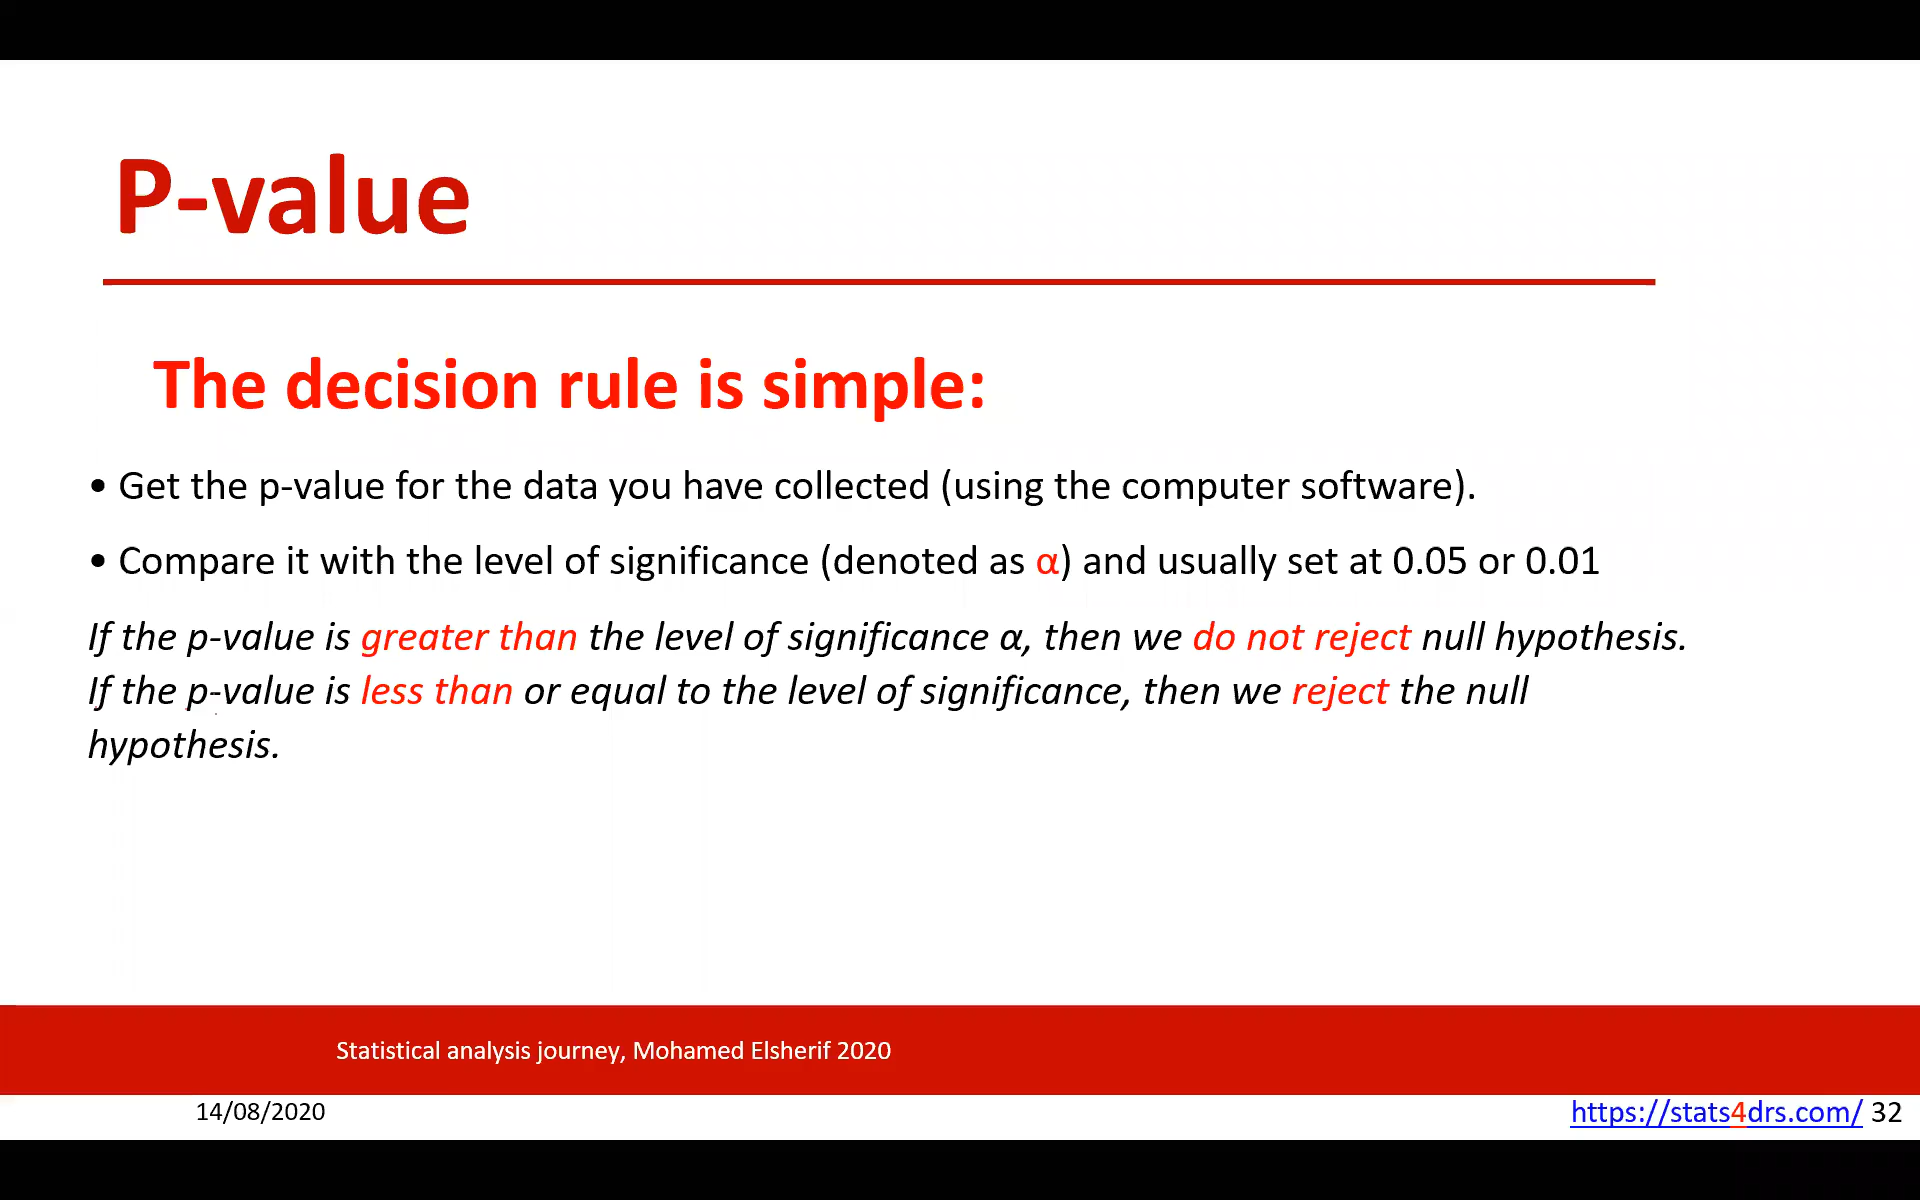 P-value
The decision rule is simple:
• Get the p-value for the data you have collected (using the computer software).
• Compare it with the level of significance (denoted as α) and usually set at 0.05 or 0.01
If the p-value is greater than the level of significance α, then we do not reject null hypothesis.
If the p-value is less than or equal to the level of significance, then we reject the null
hypothesis.
Statistical analysis journey, Mohamed Elsherif 2020
14/08/2020
https://stats4drs.com/ 32